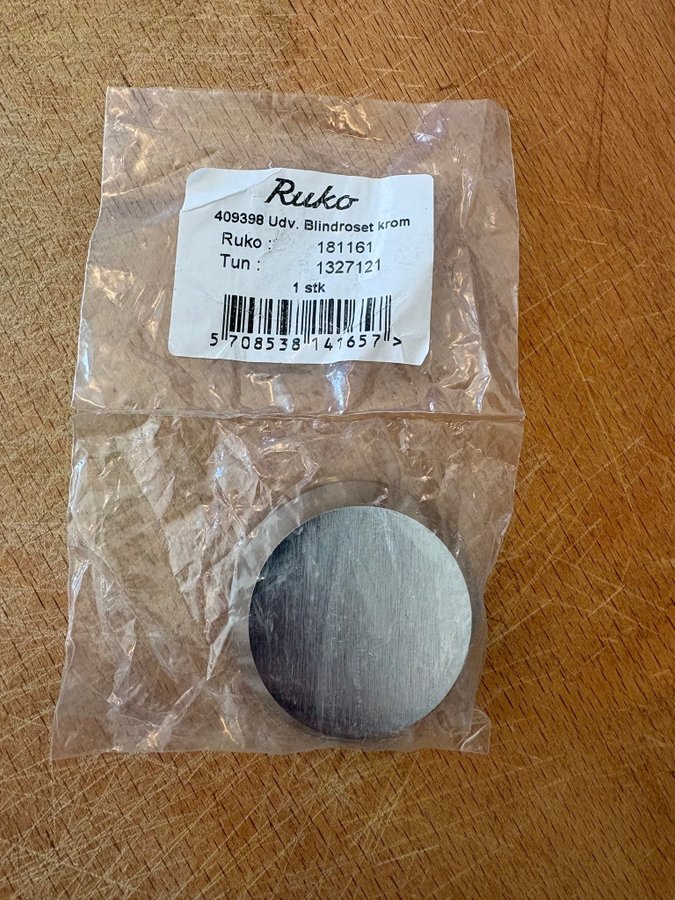 Ruko
409398 Udv. Blindroset krom
Ruko : 181161
Tun : 1327121
1 stk
5 708538 141657 >